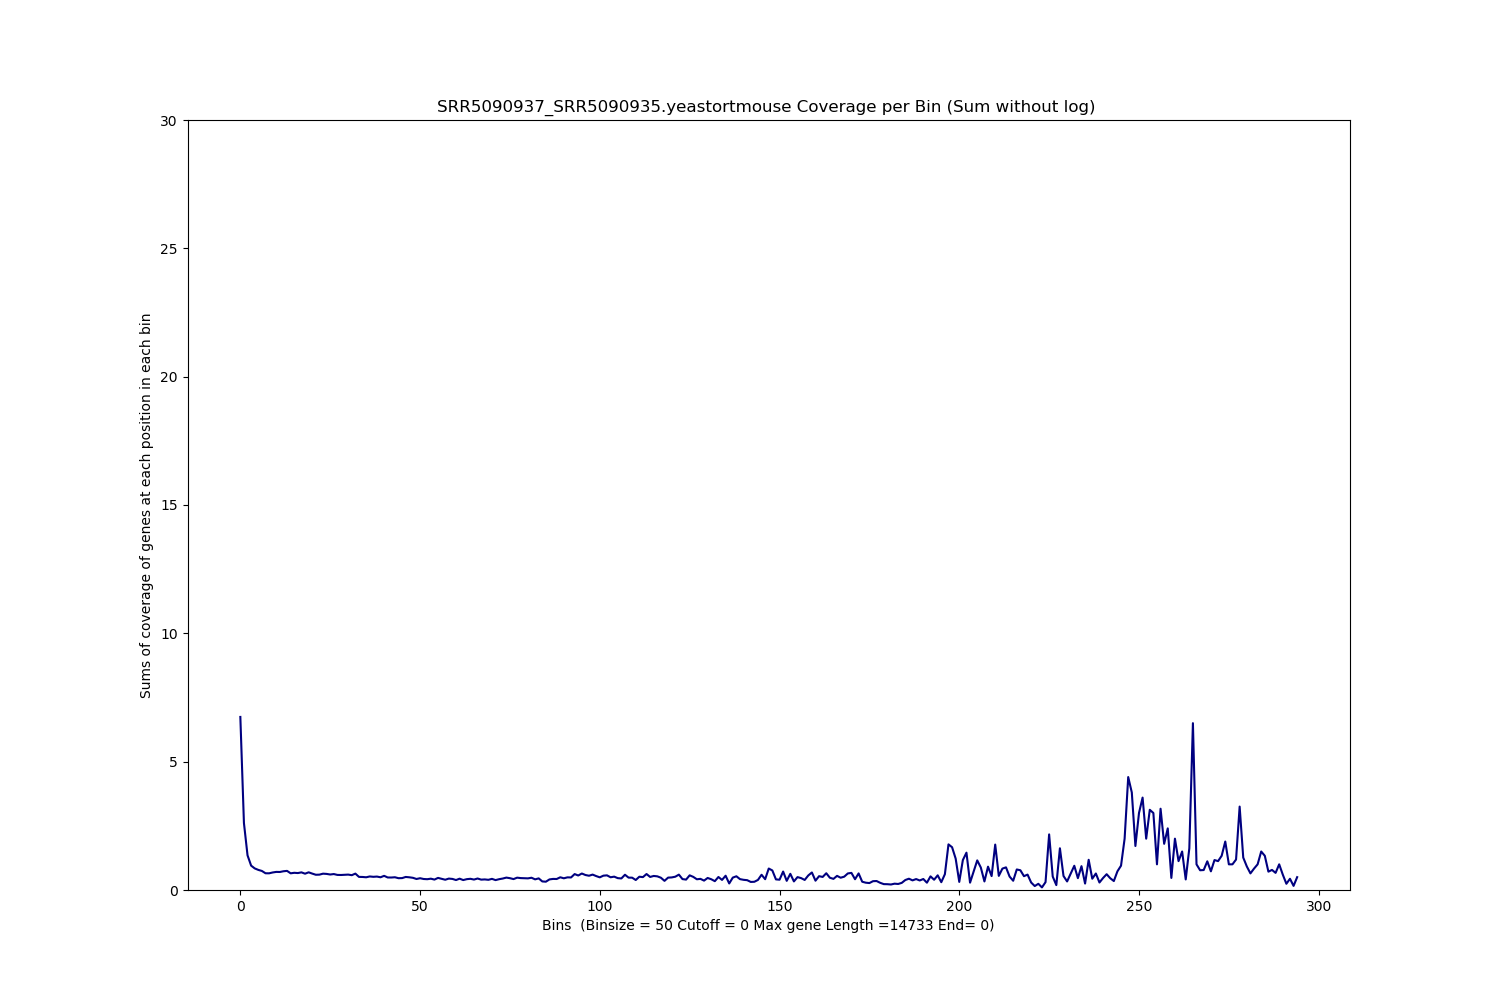 SRR5090937_SRR5090935.yeastortmouse Coverage per Bin (Sum without log)
30
25
20
15
10
5
0
Sums of coverage of genes at each position in each bin
0 50 100 150 200 250 300
Bins  (Binsize = 50 Cutoff = 0 Max gene Length =14733 End= 0)